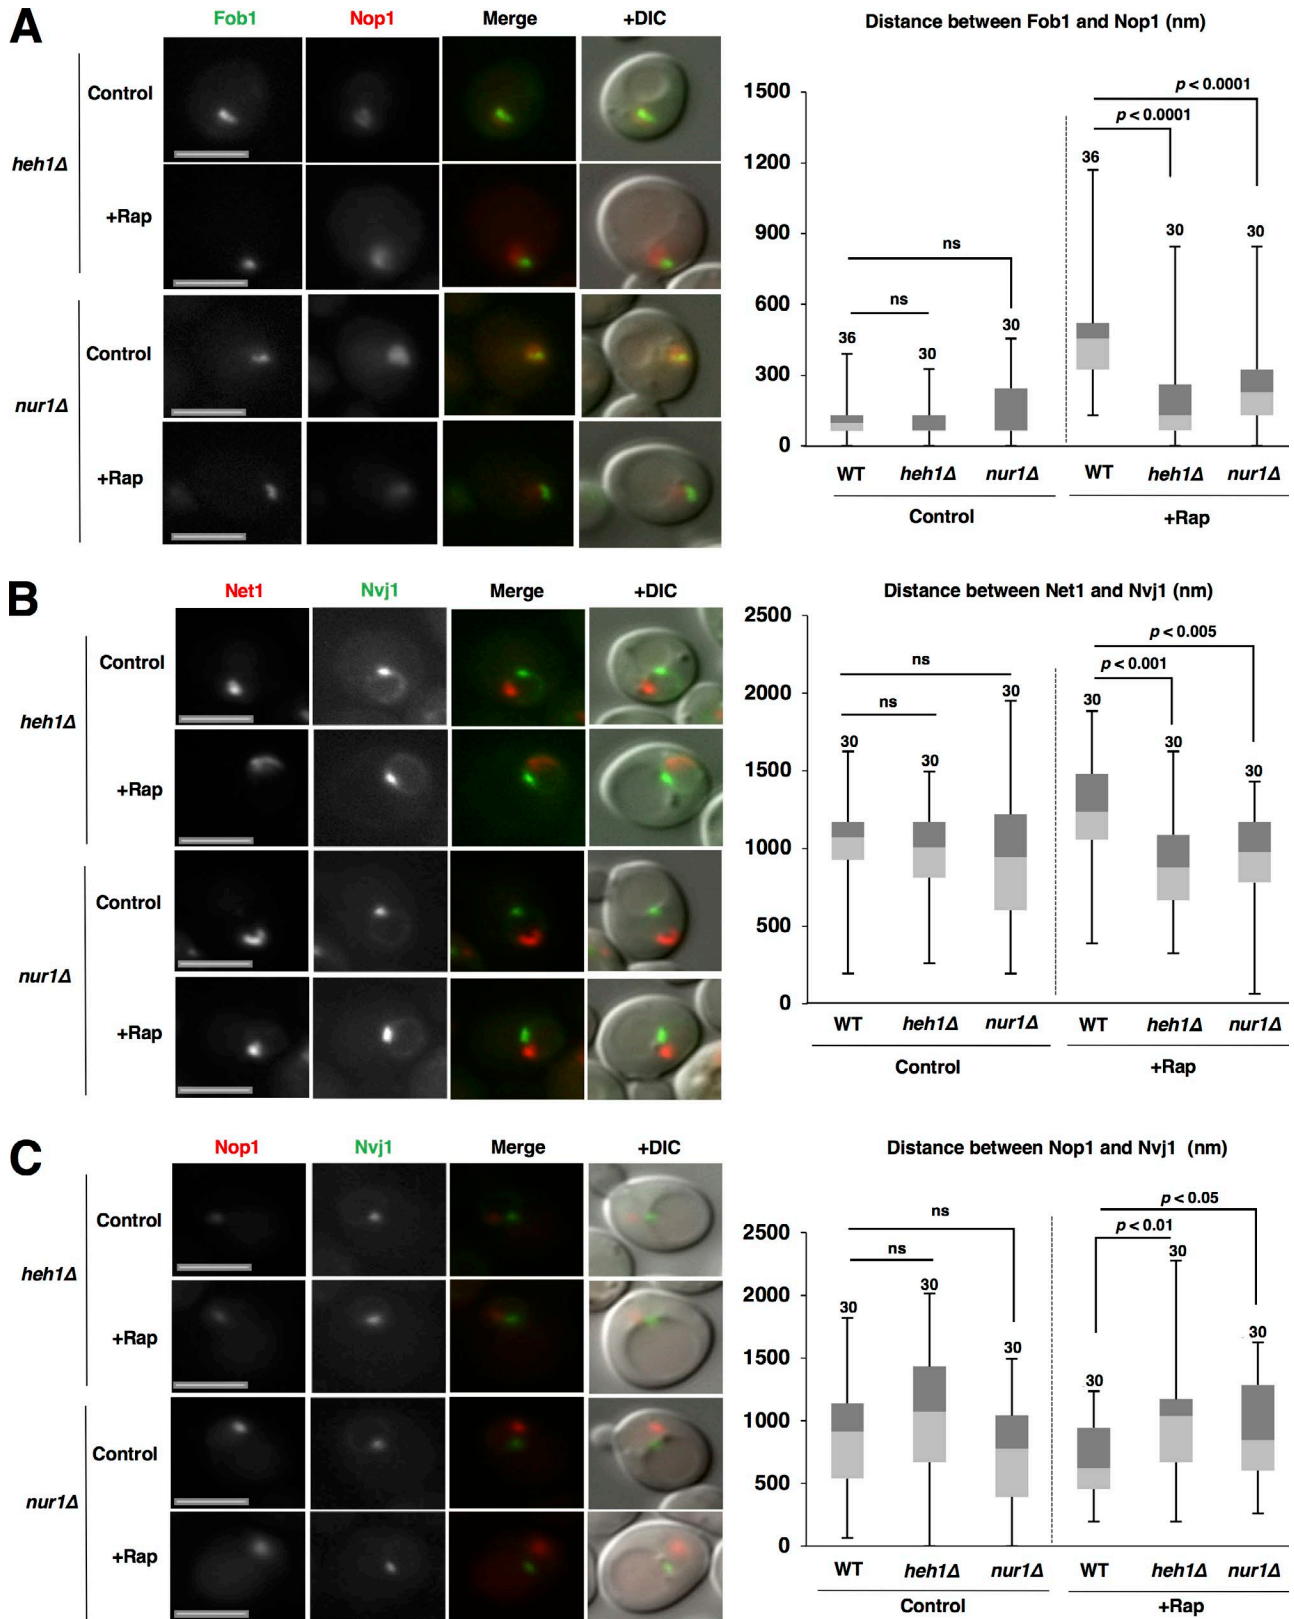 A
Fob1 Nop1 Merge +DIC
heh1Δ
Control
+Rap
nur1Δ
Control
+Rap
Distance between Fob1 and Nop1 (nm)
1500
1200
900
600
300
0
ns
ns
p < 0.0001
p < 0.0001
36 30 30 36 30 30
WT heh1Δ nur1Δ WT heh1Δ nur1Δ
Control +Rap
B
Net1 Nvj1 Merge +DIC
heh1Δ
Control
+Rap
nur1Δ
Control
+Rap
Distance between Net1 and Nvj1 (nm)
2500
2000
1500
1000
500
0
ns
ns
p < 0.005
p < 0.001
30 30 30 30 30 30
WT heh1Δ nur1Δ WT heh1Δ nur1Δ
Control +Rap
C
Nop1 Nvj1 Merge +DIC
heh1Δ
Control
+Rap
nur1Δ
Control
+Rap
Distance between Nop1 and Nvj1 (nm)
2500
2000
1500
1000
500
0
ns
ns
p < 0.05
p < 0.01
30 30 30 30 30 30
WT heh1Δ nur1Δ WT heh1Δ nur1Δ
Control +Rap